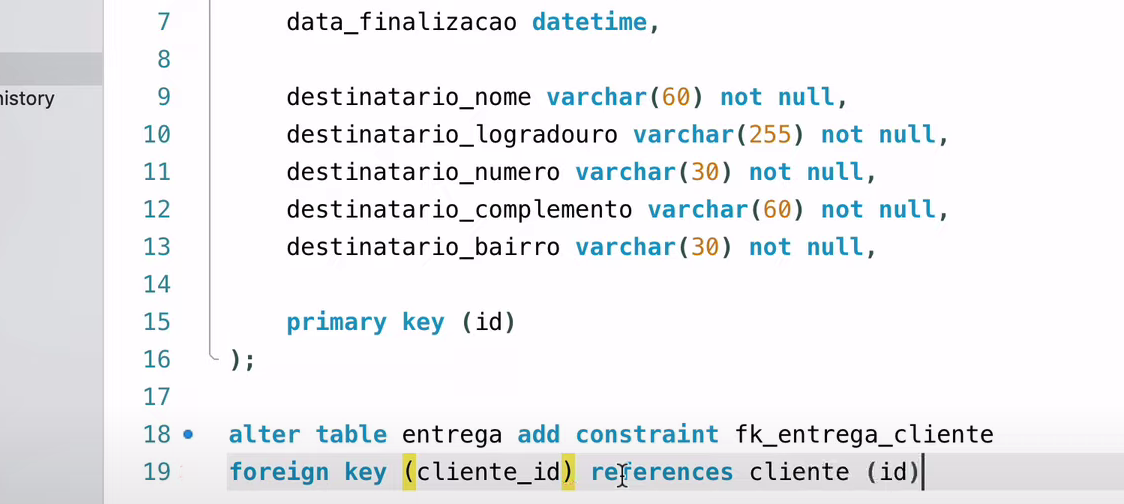 7 data_finalizacao datetime,
8
history
9 destinatario_nome varchar(60) not null,
10 destinatario_logradouro varchar(255) not null,
11 destinatario_numero varchar(30) not null,
12 destinatario_complemento varchar(60) not null,
13 destinatario_bairro varchar(30) not null,
14
15 primary key (id)
16 );
17
18 alter table entrega add constraint fk_entrega_cliente
19 foreign key (cliente_id) references cliente (id)